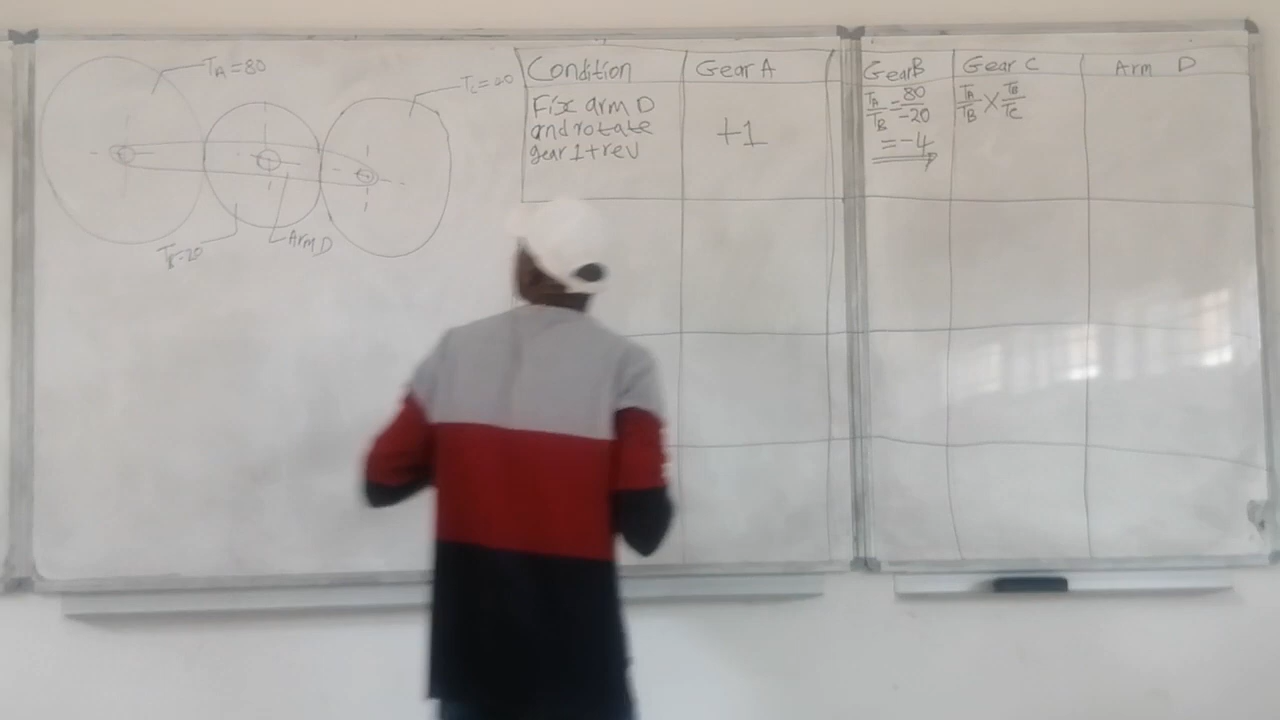 TA = 80
TC = 20
TB = 20
Arm D
Condition
Gear A
Gear B
Gear C
Arm D
Fix arm D
and rotate
gear 1 + rev
+1
TA/TB = 80/-20
= -4
TA/TB × TB/TC